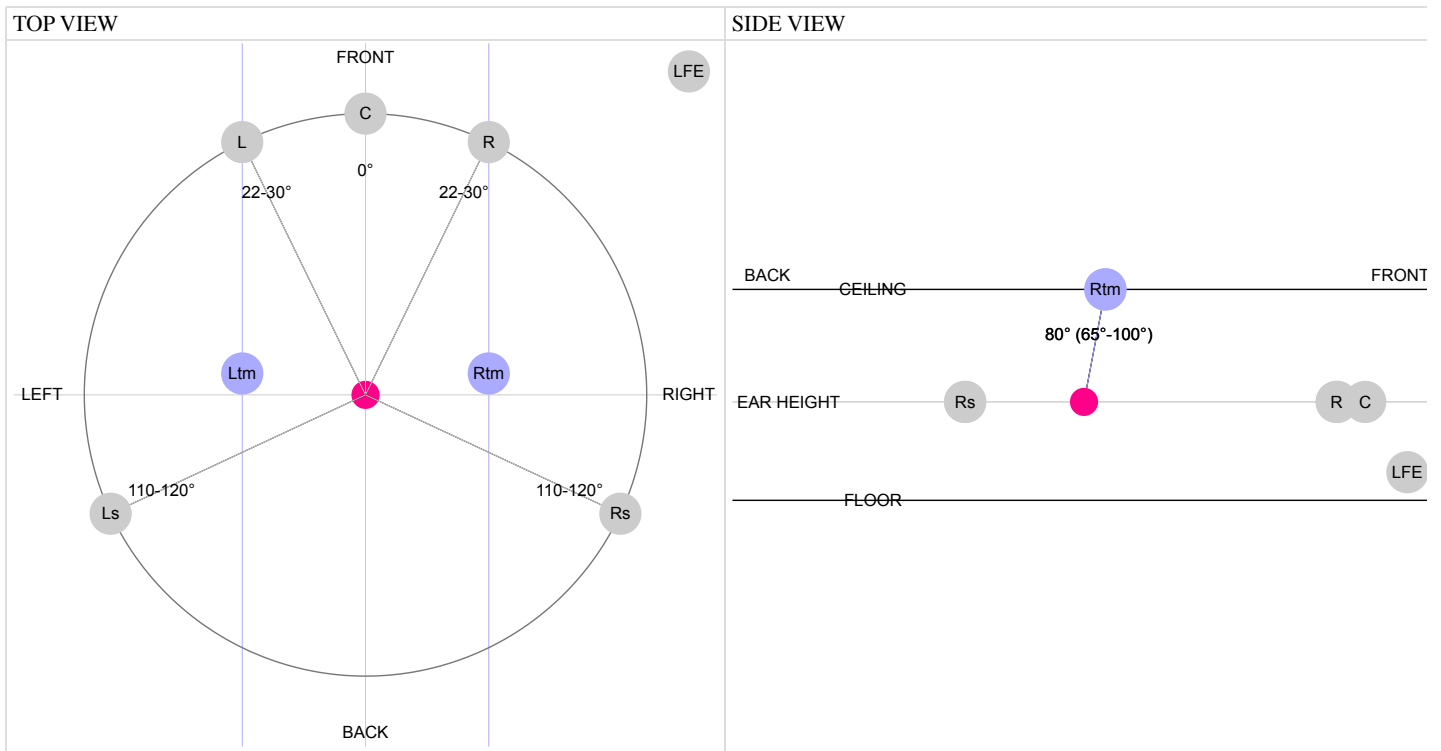 TOP VIEW
FRONT
LFE
C
L
R
0°
22-30°
22-30°
Ltm
Rtm
LEFT
RIGHT
110-120°
110-120°
Ls
Rs
BACK
SIDE VIEW
BACK
FRONT
CEILING
Rtm
80° (65°-100°)
EAR HEIGHT
Rs
R
C
LFE
FLOOR